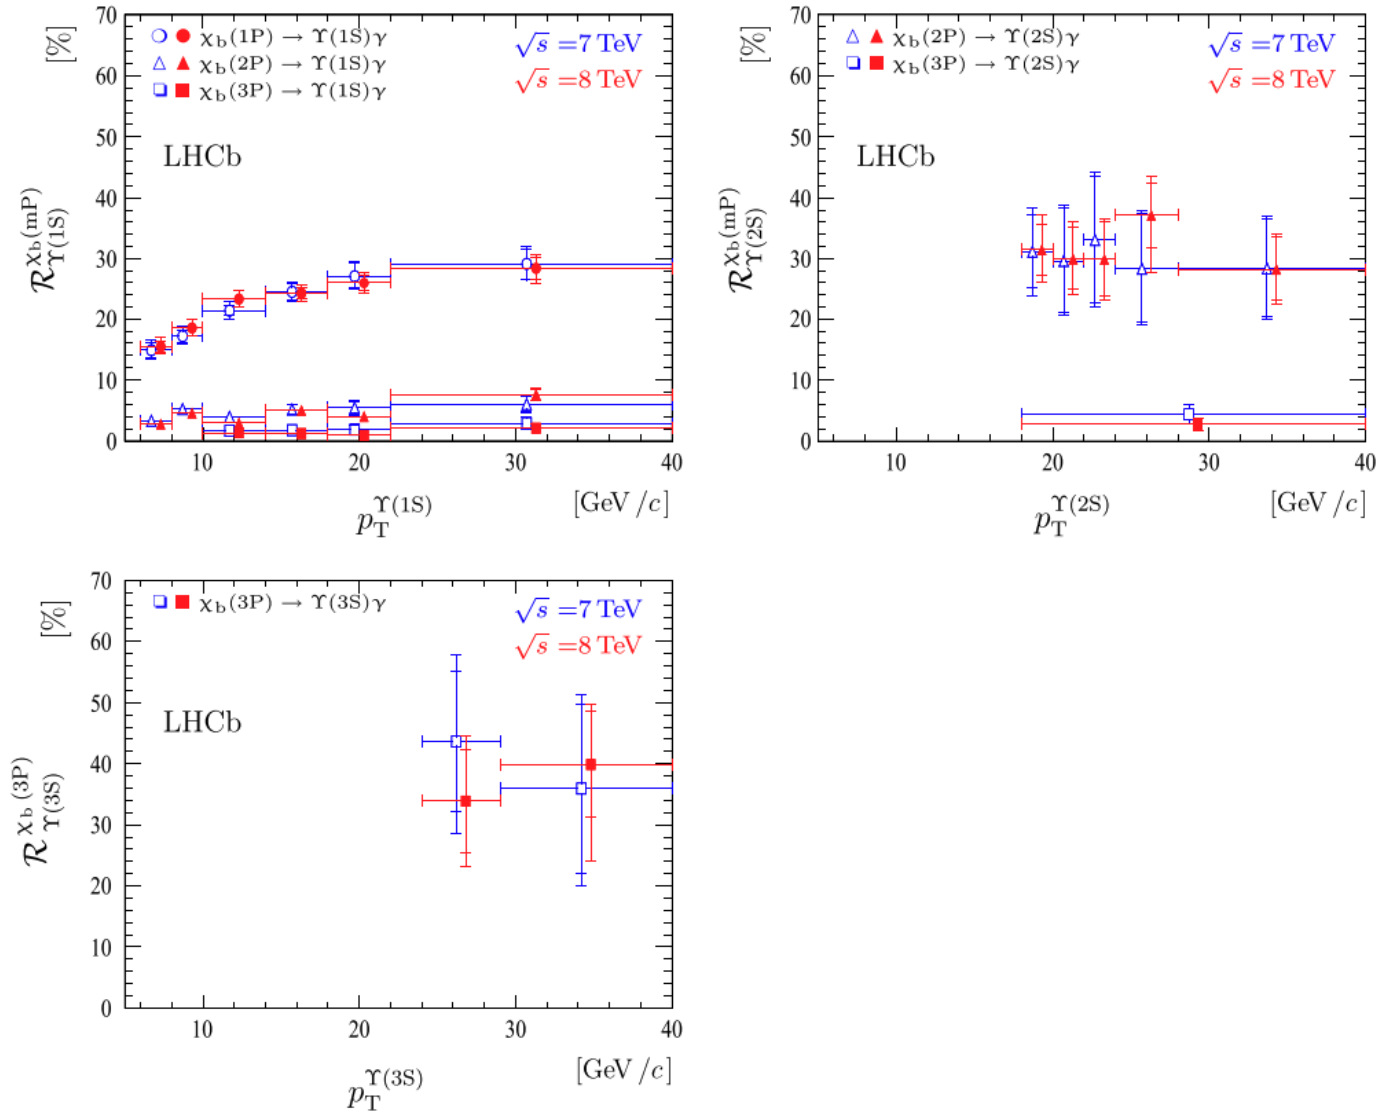 [%]
70
60
50
40
30
20
10
0
χb(1P) → Υ(1S)γ
χb(2P) → Υ(1S)γ
χb(3P) → Υ(1S)γ
√s =7 TeV
√s =8 TeV
LHCb
R^χb(mP)_Υ(1S)
10 20 30 40
p_T^Υ(1S) [GeV/c]
[%]
70
60
50
40
30
20
10
0
χb(2P) → Υ(2S)γ
χb(3P) → Υ(2S)γ
√s =7 TeV
√s =8 TeV
LHCb
R^χb(mP)_Υ(2S)
10 20 30 40
p_T^Υ(2S) [GeV/c]
[%]
70
60
50
40
30
20
10
0
χb(3P) → Υ(3S)γ
√s =7 TeV
√s =8 TeV
LHCb
R^χb(3P)_Υ(3S)
10 20 30 40
p_T^Υ(3S) [GeV/c]